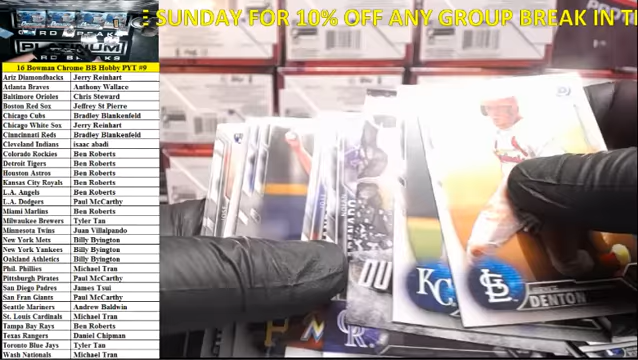 SUNDAY FOR 10% OFF ANY GROUP BREAK IN T
CARD BREAKS
PLATINUM
16 Bowman Chrome BB Hobby PYT #9
Ariz Diamondbacks Jerry Reinhart
Atlanta Braves Anthony Wallace
Baltimore Orioles Chris Steward
Boston Red Sox Jeffrey St Pierre
Chicago Cubs Bradley Blankenfeld
Chicago White Sox Jerry Reinhart
Cinncinnati Reds Bradley Blankenfeld
Cleveland Indians isaac abadi
Colorado Rockies Ben Roberts
Detroit Tigers Ben Roberts
Houston Astros Ben Roberts
Kansas City Royals Ben Roberts
L.A. Angels Ben Roberts
L.A. Dodgers Paul McCarthy
Miami Marlins Ben Roberts
Milwaukee Brewers Tyler Tan
Minnesota Twins Juan Villalpando
New York Mets Billy Byington
New York Yankees Billy Byington
Oakland Athletics Billy Byington
Phil. Phillies Michael Tran
Pittsburgh Pirates Paul McCarthy
San Diego Padres James Tsui
San Fran Giants Paul McCarthy
Seattle Mariners Andrew Baldwin
St. Louis Cardinals Michael Tran
Tampa Bay Rays Ben Roberts
Texas Rangers Daniel Chipman
Toronto Blue Jays Tyler Tan
Wash Nationals Michael Tran
KC
DENTON